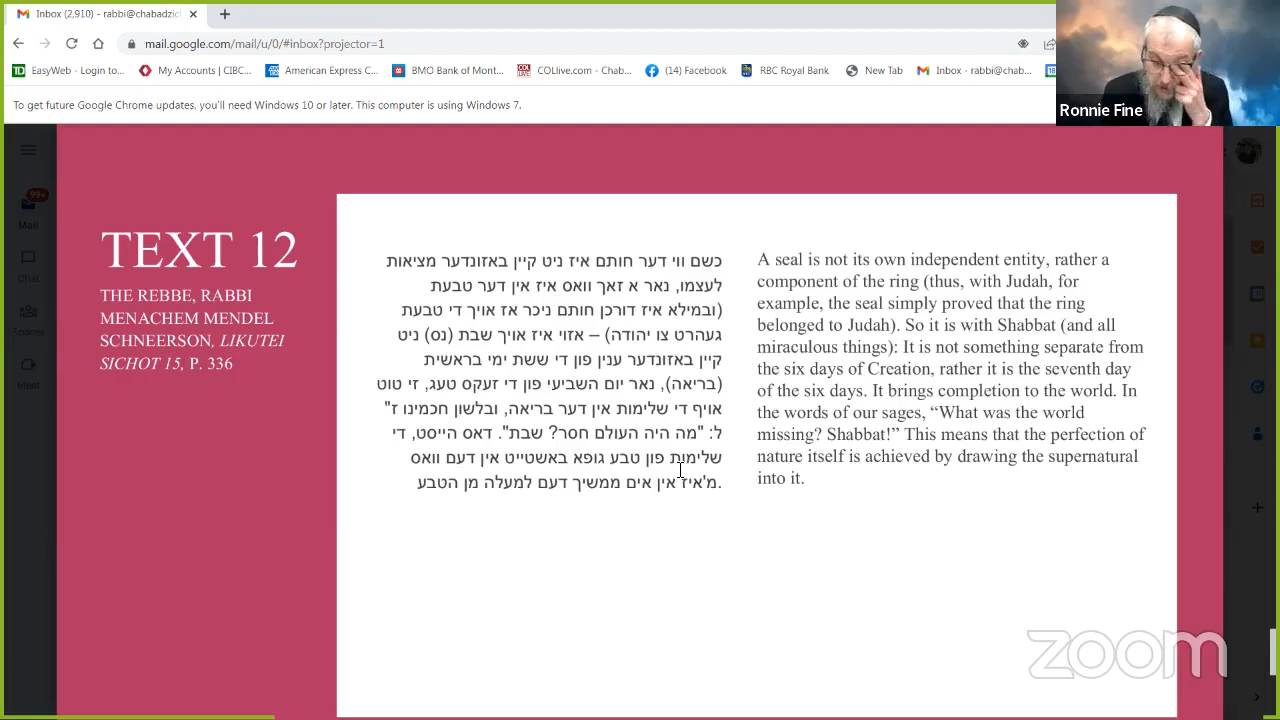 Inbox (2,910) - rabbi@chabadzic
mail.google.com/mail/u/0/#inbox?projector=1
EasyWeb - Login to... My Accounts | CIBC... American Express C... BMO Bank of Mont... COLlive.com - Chab... (14) Facebook RBC Royal Bank New Tab Inbox - rabbi@chab...
To get future Google Chrome updates, you'll need Windows 10 or later. This computer is using Windows 7.
Ronnie Fine
99+
Mail
Chat
Spaces
Meet
TEXT 12
THE REBBE, RABBI
MENACHEM MENDEL
SCHNEERSON, LIKUTEI
SICHOT 15, P. 336
כשם ווי דער חותם איז ניט קיין באזונדער מציאות
לעצמו, נאר א זאך וואס איז אין דער טבעת
(ובמילא איז דורכן חותם ניכר אז אויך די טבעת
געהרט צו יהודה) – אזוי איז אויך שבת (נס) ניט
קיין באזונדער ענין פון די ששת ימי בראשית
(בריאה), נאר יום השביעי פון די זעקס טעג, זי טוט
אויף די שלימות אין דער בריאה, ובלשון חכמינו ז"
ל: "מה היה העולם חסר? שבת". דאס הייסט, די
שלימות פון טבע גופא באשטייט אין דעם וואס
מ'איז אין אים ממשיך דעם למעלה מן הטבע.
A seal is not its own independent entity, rather a
component of the ring (thus, with Judah, for
example, the seal simply proved that the ring
belonged to Judah). So it is with Shabbat (and all
miraculous things): It is not something separate from
the six days of Creation, rather it is the seventh day
of the six days. It brings completion to the world. In
the words of our sages, “What was the world
missing? Shabbat!” This means that the perfection of
nature itself is achieved by drawing the supernatural
into it.
zoom